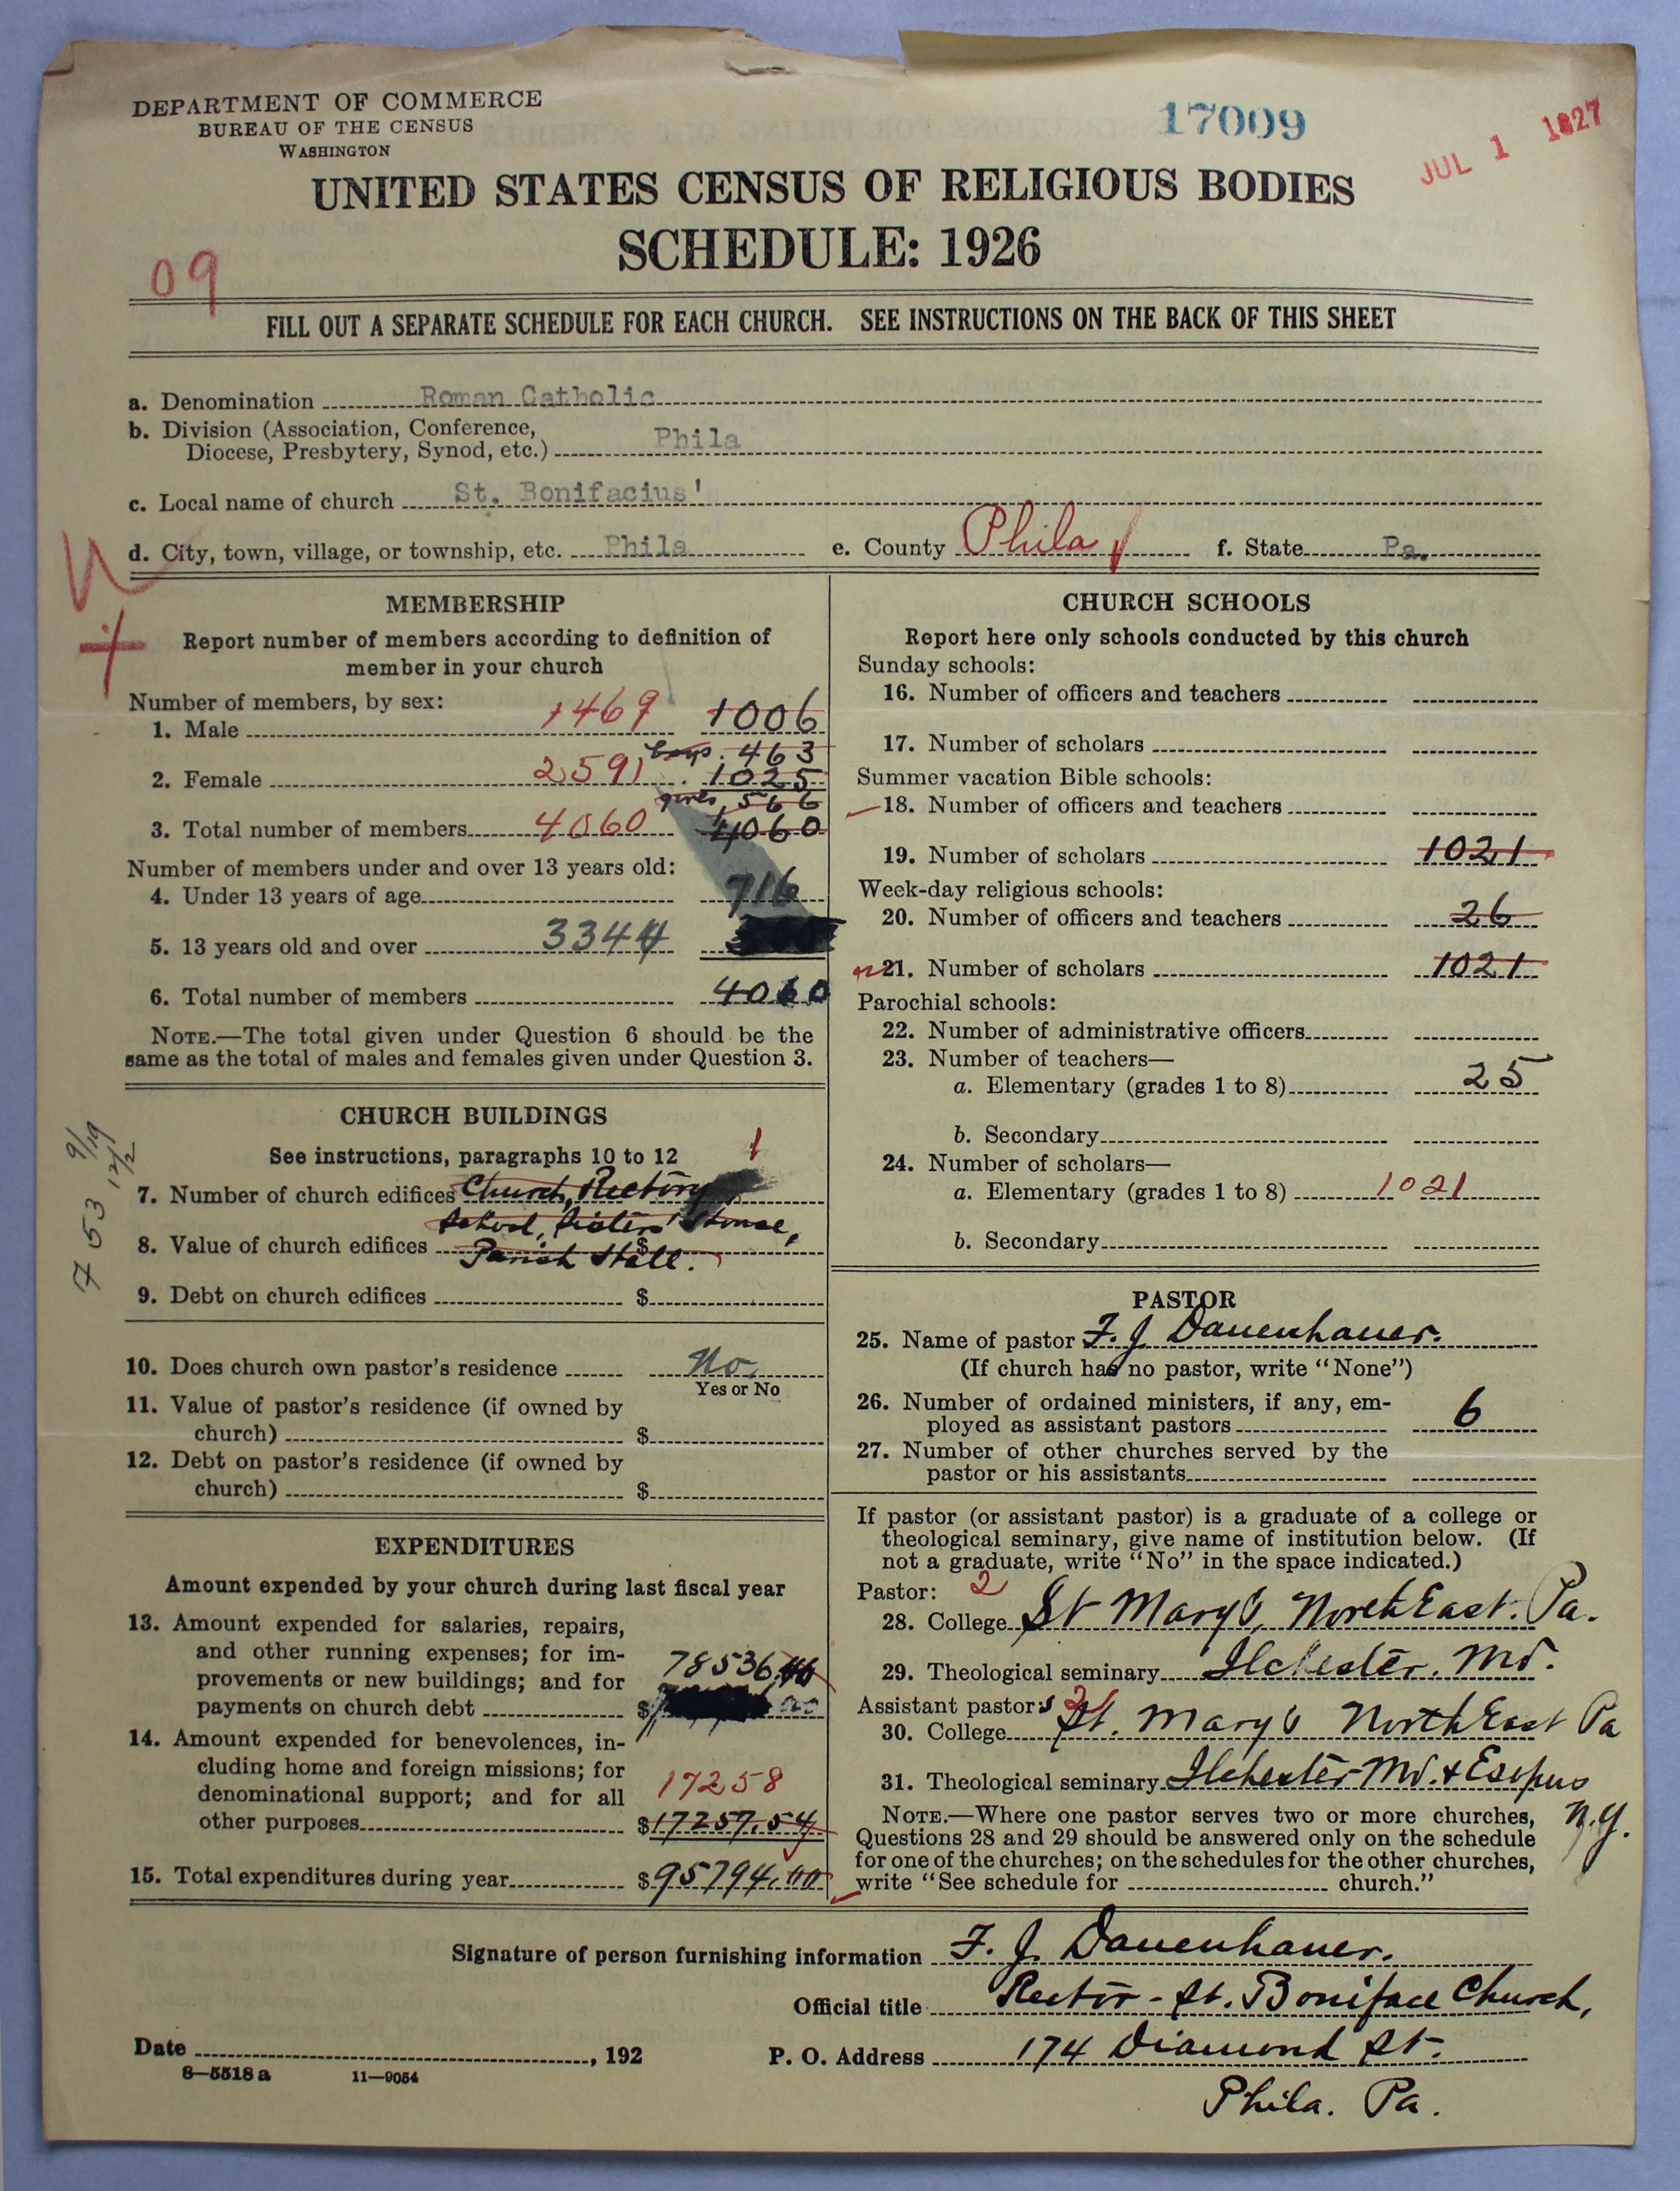 DEPARTMENT OF COMMERCE
BUREAU OF THE CENSUS
WASHINGTON
17009
JUL 1 1927
UNITED STATES CENSUS OF RELIGIOUS BODIES
SCHEDULE: 1926
09
FILL OUT A SEPARATE SCHEDULE FOR EACH CHURCH. SEE INSTRUCTIONS ON THE BACK OF THIS SHEET
a. Denomination Roman Catholic
b. Division (Association, Conference,
Diocese, Presbytery, Synod, etc.) Phila
c. Local name of church St. Bonifacius'
d. City, town, village, or township, etc. Phila e. County Phila f. State Pa.
MEMBERSHIP
Report number of members according to definition of
member in your church
Number of members, by sex:
1. Male 1469 1006
boys. 463
2. Female 2591 1025
girls, 566
3. Total number of members 4060 4060
Number of members under and over 13 years old:
4. Under 13 years of age 716
5. 13 years old and over 3344
6. Total number of members 4060
NOTE.—The total given under Question 6 should be the
same as the total of males and females given under Question 3.
CHURCH BUILDINGS
See instructions, paragraphs 10 to 12 1
7. Number of church edifices Church, Rectory
School, Sisters' House,
8. Value of church edifices $
Parish Hall.
9. Debt on church edifices $
9/19
7 53 , 12/2
10. Does church own pastor's residence No.
Yes or No
11. Value of pastor's residence (if owned by
church) $
12. Debt on pastor's residence (if owned by
church) $
EXPENDITURES
Amount expended by your church during last fiscal year
13. Amount expended for salaries, repairs,
and other running expenses; for im-
provements or new buildings; and for 78536.46
payments on church debt $
14. Amount expended for benevolences, in-
cluding home and foreign missions; for
denominational support; and for all 17258
other purposes $17257.54
15. Total expenditures during year $95794.00
CHURCH SCHOOLS
Report here only schools conducted by this church
Sunday schools:
16. Number of officers and teachers
17. Number of scholars
Summer vacation Bible schools:
18. Number of officers and teachers
19. Number of scholars 1021
Week-day religious schools:
20. Number of officers and teachers 26
21. Number of scholars 1021
Parochial schools:
22. Number of administrative officers
23. Number of teachers—
a. Elementary (grades 1 to 8) 25
b. Secondary
24. Number of scholars—
a. Elementary (grades 1 to 8) 1021
b. Secondary
PASTOR
25. Name of pastor F. J. Dauenhauer.
(If church has no pastor, write "None")
26. Number of ordained ministers, if any, em-
ployed as assistant pastors 6
27. Number of other churches served by the
pastor or his assistants
If pastor (or assistant pastor) is a graduate of a college or
theological seminary, give name of institution below. (If
not a graduate, write "No" in the space indicated.)
Pastor: 2
28. College St Mary's, North East. Pa.
29. Theological seminary Ilchester. Md.
Assistant pastor:s 2
30. College St. Mary's North East Pa
31. Theological seminary Ilchester Md. & Esopus
N.Y.
NOTE.—Where one pastor serves two or more churches,
Questions 28 and 29 should be answered only on the schedule
for one of the churches; on the schedules for the other churches,
write "See schedule for church."
Signature of person furnishing information F. J. Dauenhauer.
Official title Rector - St. Boniface Church,
Date , 192 P. O. Address 174 Diamond St.
8—5518 a 11—9054
Phila. Pa.